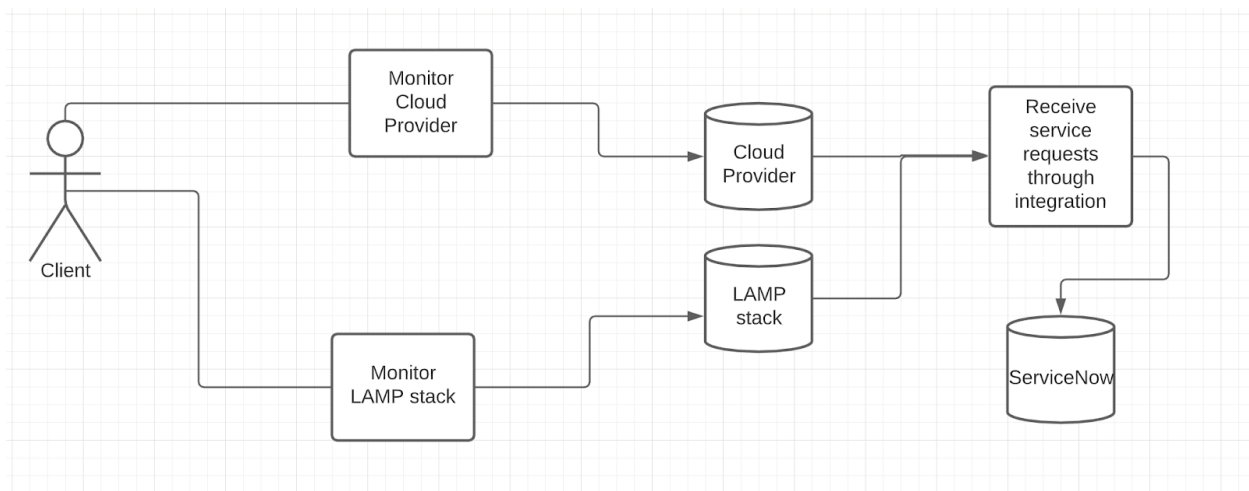 Monitor
Cloud
Provider
Client
Monitor
LAMP stack
Cloud
Provider
LAMP
stack
Receive
service
requests
through
integration
ServiceNow